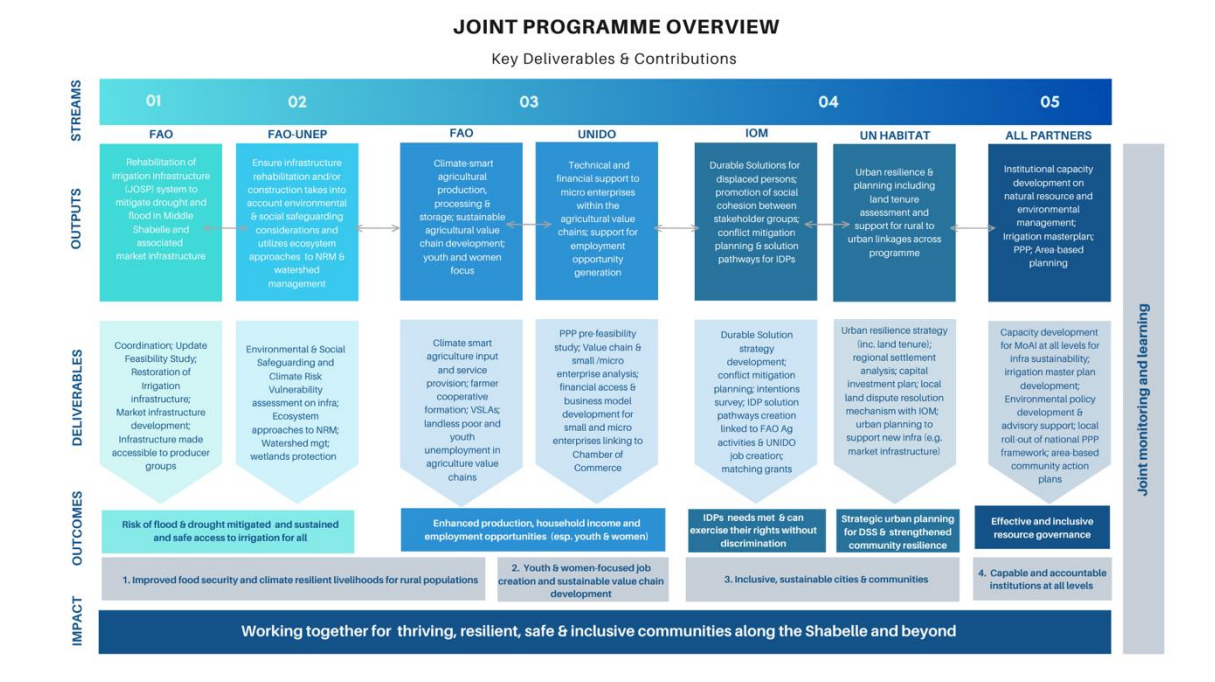 JOINT PROGRAMME OVERVIEW
Key Deliverables & Contributions
STREAMS
01
02
03
04
05
FAO
FAO-UNEP
FAO
UNIDO
IOM
UN HABITAT
ALL PARTNERS
OUTPUTS
Rehabilitation of
irrigation infrastructure
(JOSP) system to
mitigate drought and
flood in Middle
Shabelle and
associated
market infrastructure
Ensure infrastructure
rehabilitation and/or
construction takes into
account environmental
& social safeguarding
considerations and
utilizes ecosystem
approaches to NRM &
watershed
management
Climate-smart
agricultural
production,
processing &
storage; sustainable
agricultural value
chain development;
youth and women
focus
Technical and
financial support to
micro enterprises
within the
agricultural value
chains; support for
employment
opportunity
generation
Durable Solutions for
displaced persons;
promotion of social
cohesion between
stakeholder groups;
conflict mitigation
planning & solution
pathways for IDPs
Urban resilience &
planning including
land tenure
assessment and
support for rural to
urban linkages across
programme
Institutional capacity
development on
natural resource and
environmental
management;
Irrigation masterplan;
PPP; Area-based
planning
DELIVERABLES
Coordination; Update
Feasibility Study;
Restoration of
Irrigation
infrastructure;
Market infrastructure
development;
Infrastructure made
accessible to producer
groups
Environmental & Social
Safeguarding and
Climate Risk
Vulnerability
assessment on infra;
Ecosystem
approaches to NRM;
Watershed mgt;
wetlands protection
Climate smart
agriculture input
and service
provision; farmer
cooperative
formation; VSLAs;
landless poor and
youth
unemployment in
agriculture value
chains
PPP pre-feasibility
study; Value chain &
small /micro
enterprise analysis;
financial access &
business model
development for
small and micro
enterprises linking to
Chamber of
Commerce
Durable Solution
strategy
development;
conflict mitigation
planning; intentions
survey; IDP solution
pathways creation
linked to FAO Ag
activities & UNIDO
job creation;
matching grants
Urban resilience strategy
(inc. land tenure);
regional settlement
analysis; capital
investment plan; local
land dispute resolution
mechanism with IOM;
urban planning to
support new infra (e.g.
market infrastructure)
Capacity development
for MoAI at all levels for
infra sustainability;
irrigation master plan
development;
Environmental policy
development &
advisory support; local
roll-out of national PPP
framework; area-based
community action
plans
OUTCOMES
Risk of flood & drought mitigated and sustained
and safe access to irrigation for all
Enhanced production, household income and
employment opportunities (esp. youth & women)
IDPs needs met & can
exercise their rights without
discrimination
Strategic urban planning
for DSS & strengthened
community resilience
Effective and inclusive
resource governance
1. Improved food security and climate resilient livelihoods for rural populations
2. Youth & women-focused job
creation and sustainable value chain
development
3. Inclusive, sustainable cities & communities
4. Capable and accountable
institutions at all levels
IMPACT
Working together for thriving, resilient, safe & inclusive communities along the Shabelle and beyond
Joint monitoring and learning